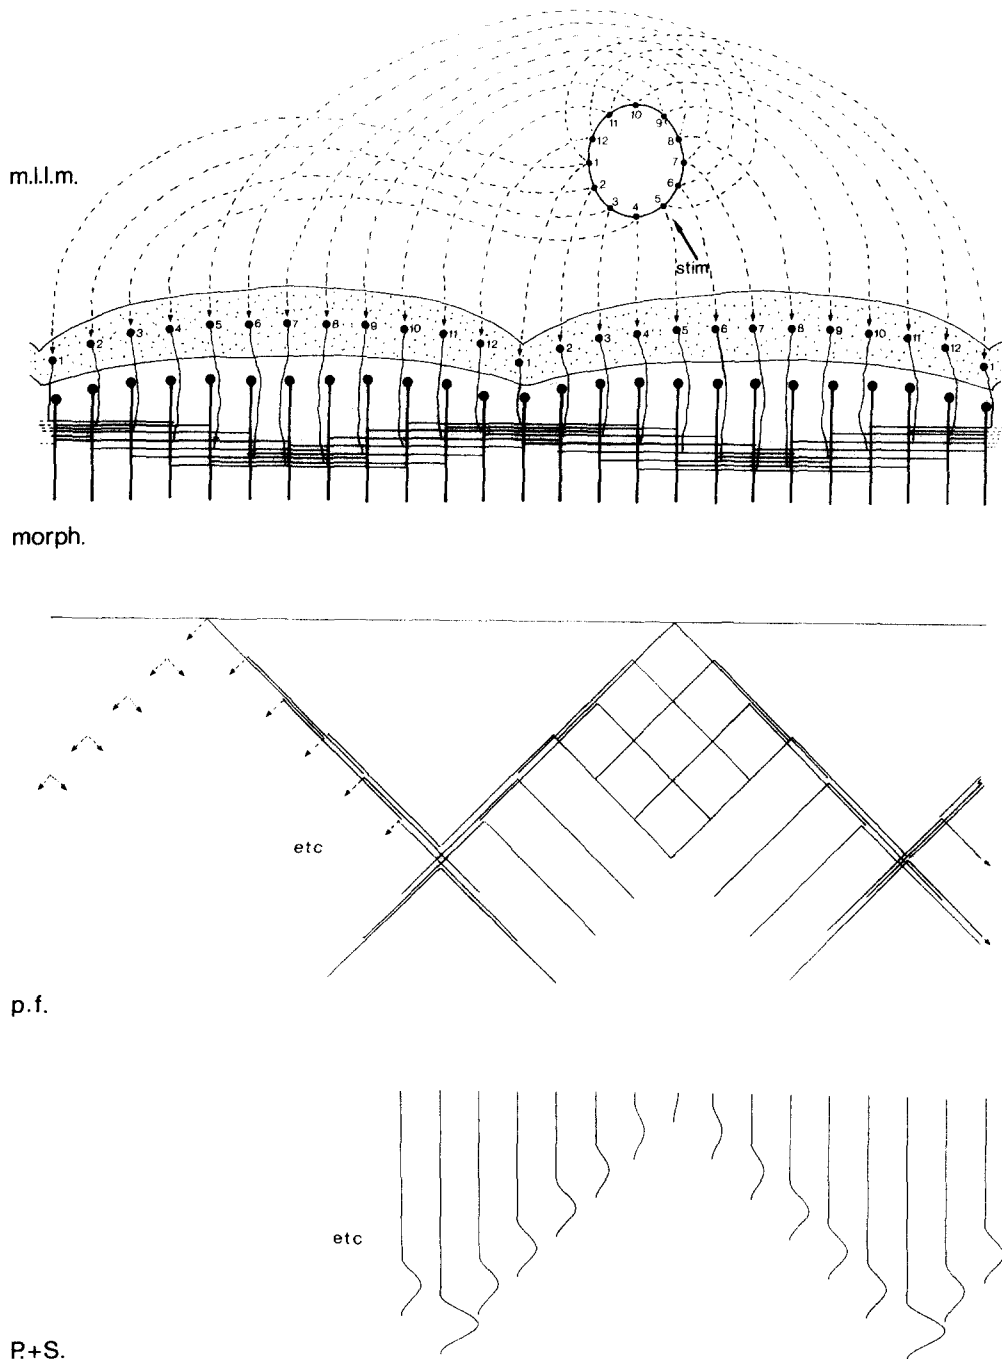 10
11 9
12 8
m.i.l.m. 1 7
2 6
3 4 5
stim
1 2 3 4 5 6 7 8 9 10 11 12 1 2 3 4 5 6 7 8 9 10 11 12 1
morph.
etc
p.f.
etc
P.+S.